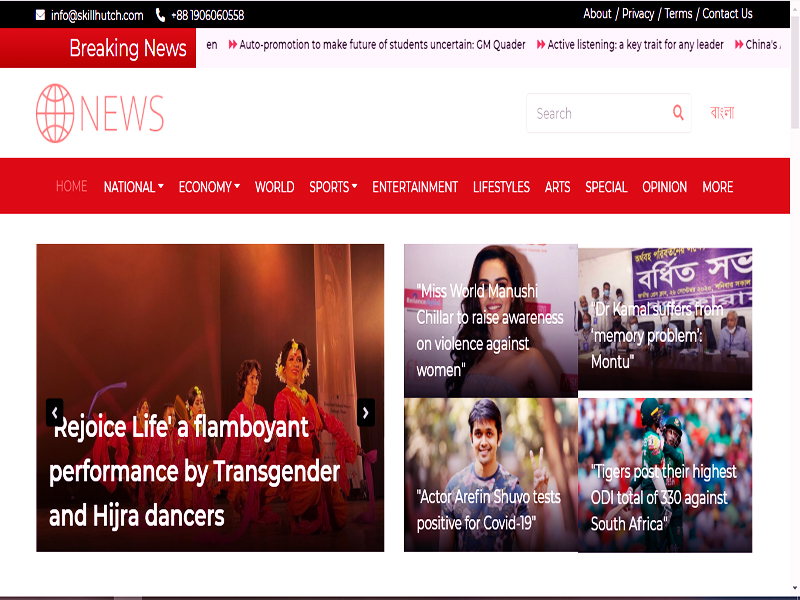 info@skillhutch.com +88 1906060558 About / Privacy / Terms / Contact Us
Breaking News en Auto-promotion to make future of students uncertain: GM Quader Active listening: a key trait for any leader China's
NEWS Search বাংলা
HOME NATIONAL ECONOMY WORLD SPORTS ENTERTAINMENT LIFESTYLES ARTS SPECIAL OPINION MORE
'Rejoice Life' a flamboyant
performance by Transgender
and Hijra dancers
"Miss World Manushi
Chillar to raise awareness
on violence against
women"
বর্ধিত সভা
"Dr Kamal suffers from
'memory problem':
Montu"
"Actor Arefin Shuvo tests
positive for Covid-19"
"Tigers post their highest
ODI total of 330 against
South Africa"